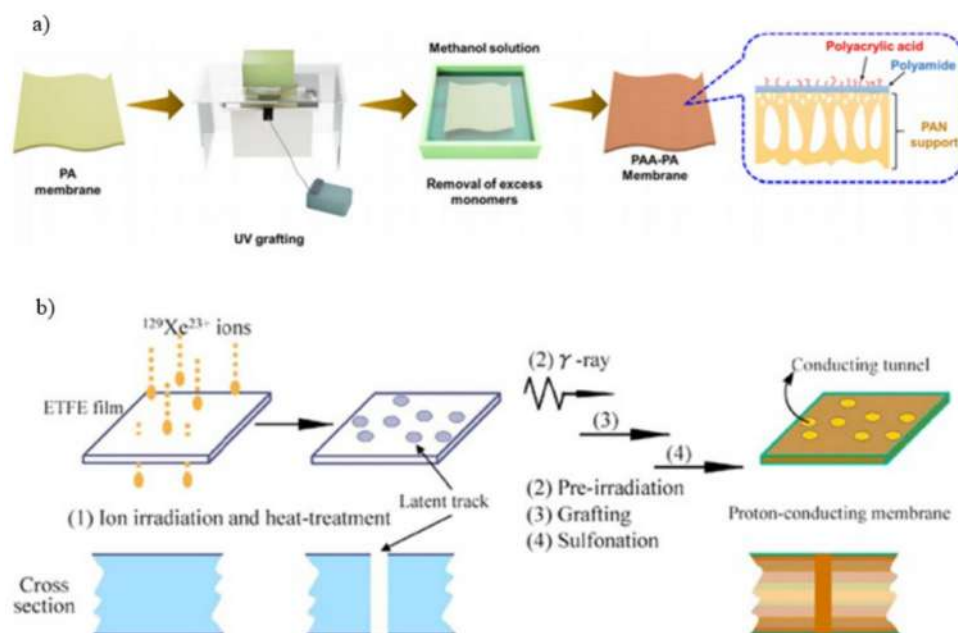 a)
Methanol solution
Polyacrylic acid
Polyamide
PAN
support
PA
membrane
UV grafting
Removal of excess
monomers
PAA-PA
Membrane
b)
¹²⁹Xe²³⁺ ions
ETFE film
(2) γ-ray
(3)
(4)
Conducting tunnel
Latent track
(1) Ion irradiation and heat-treatment
(2) Pre-irradiation
(3) Grafting
(4) Sulfonation
Proton-conducting membrane
Cross
section